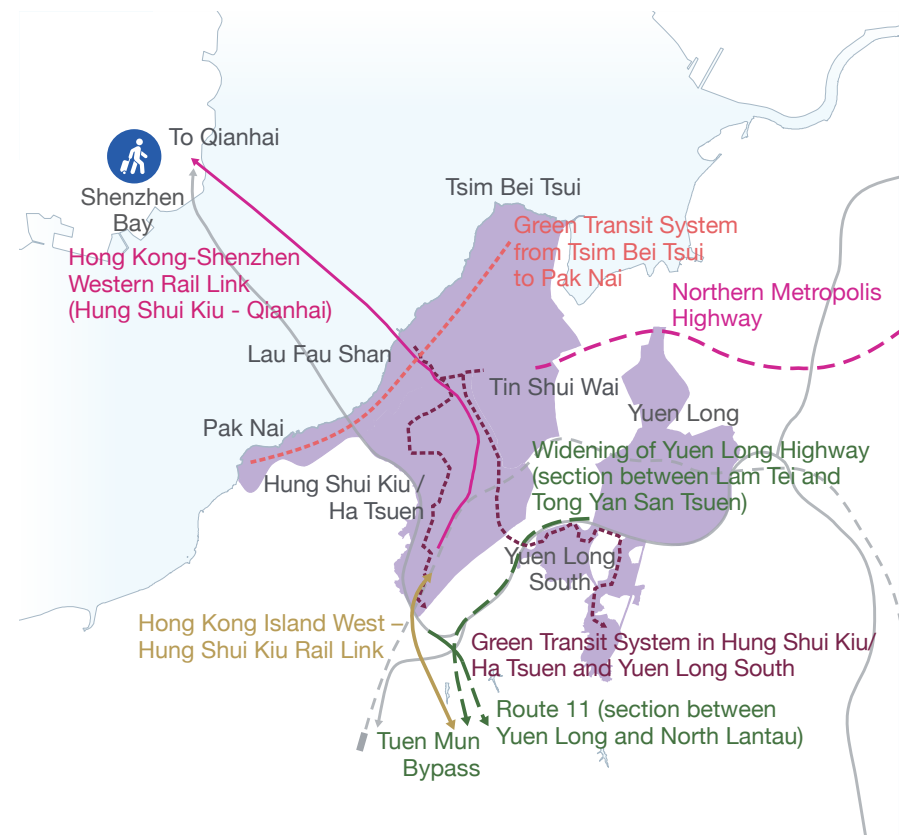 To Qianhai
Shenzhen
Bay
Tsim Bei Tsui
Green Transit System
from Tsim Bei Tsui
to Pak Nai
Hong Kong-Shenzhen
Western Rail Link
(Hung Shui Kiu - Qianhai)
Northern Metropolis
Highway
Lau Fau Shan
Tin Shui Wai
Yuen Long
Pak Nai
Widening of Yuen Long Highway
(section between Lam Tei and
Tong Yan San Tsuen)
Hung Shui Kiu /
Ha Tsuen
Yuen Long
South
Hong Kong Island West –
Hung Shui Kiu Rail Link
Green Transit System in Hung Shui Kiu/
Ha Tsuen and Yuen Long South
Route 11 (section between
Yuen Long and North Lantau)
Tuen Mun
Bypass